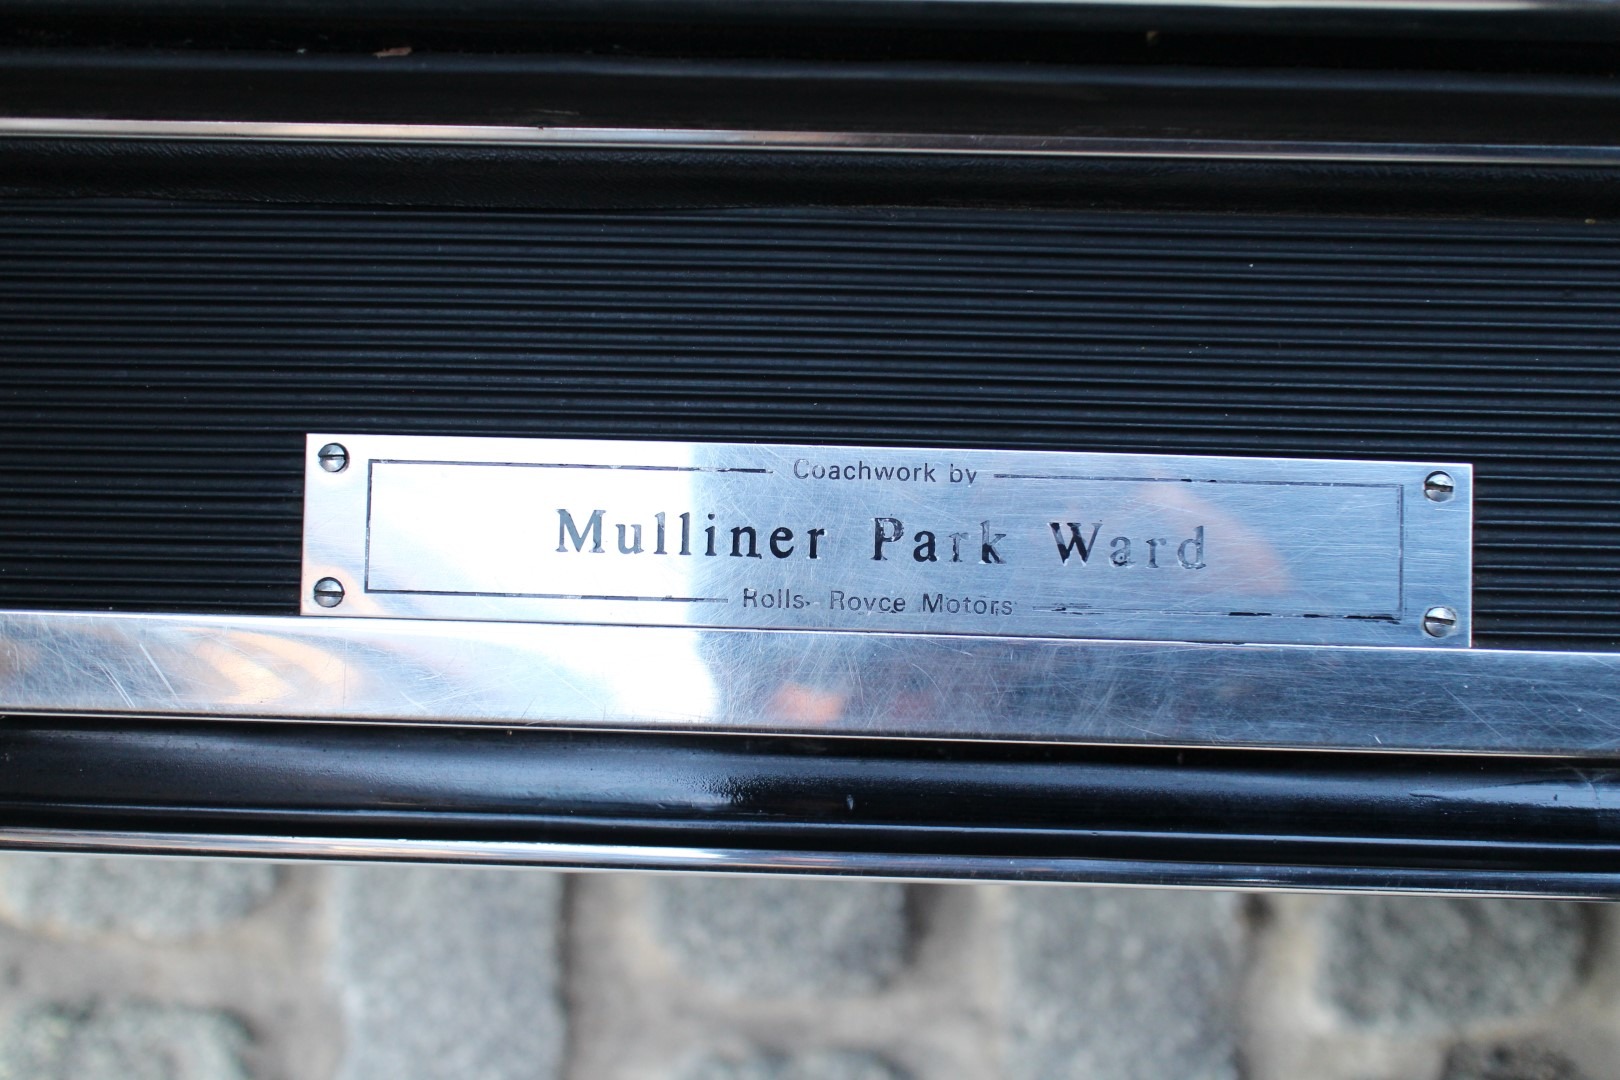 Coachwork by
Mulliner Park Ward
Rolls-Royce Motors